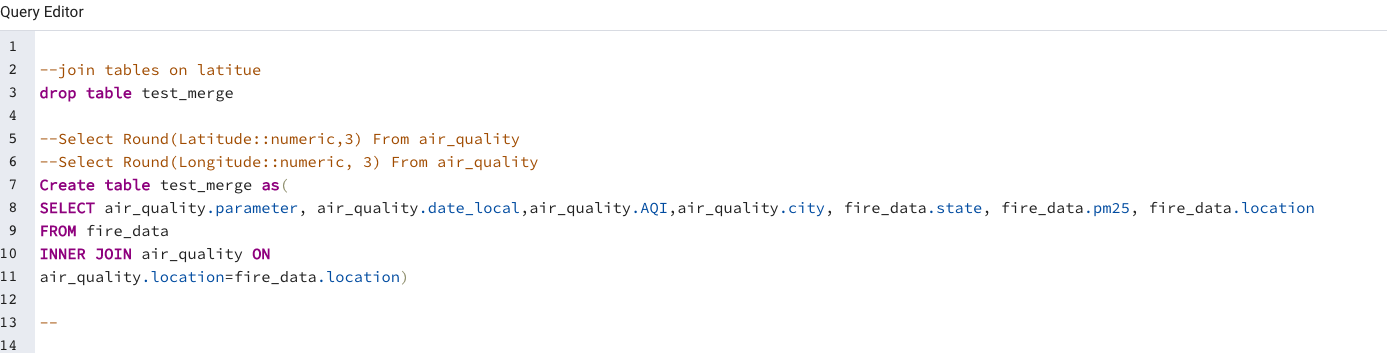 Query Editor
1
2 --join tables on latitue
3 drop table test_merge
4
5 --Select Round(Latitude::numeric,3) From air_quality
6 --Select Round(Longitude::numeric, 3) From air_quality
7 Create table test_merge as(
8 SELECT air_quality.parameter, air_quality.date_local,air_quality.AQI,air_quality.city, fire_data.state, fire_data.pm25, fire_data.location
9 FROM fire_data
10 INNER JOIN air_quality ON
11 air_quality.location=fire_data.location)
12
13 --
14